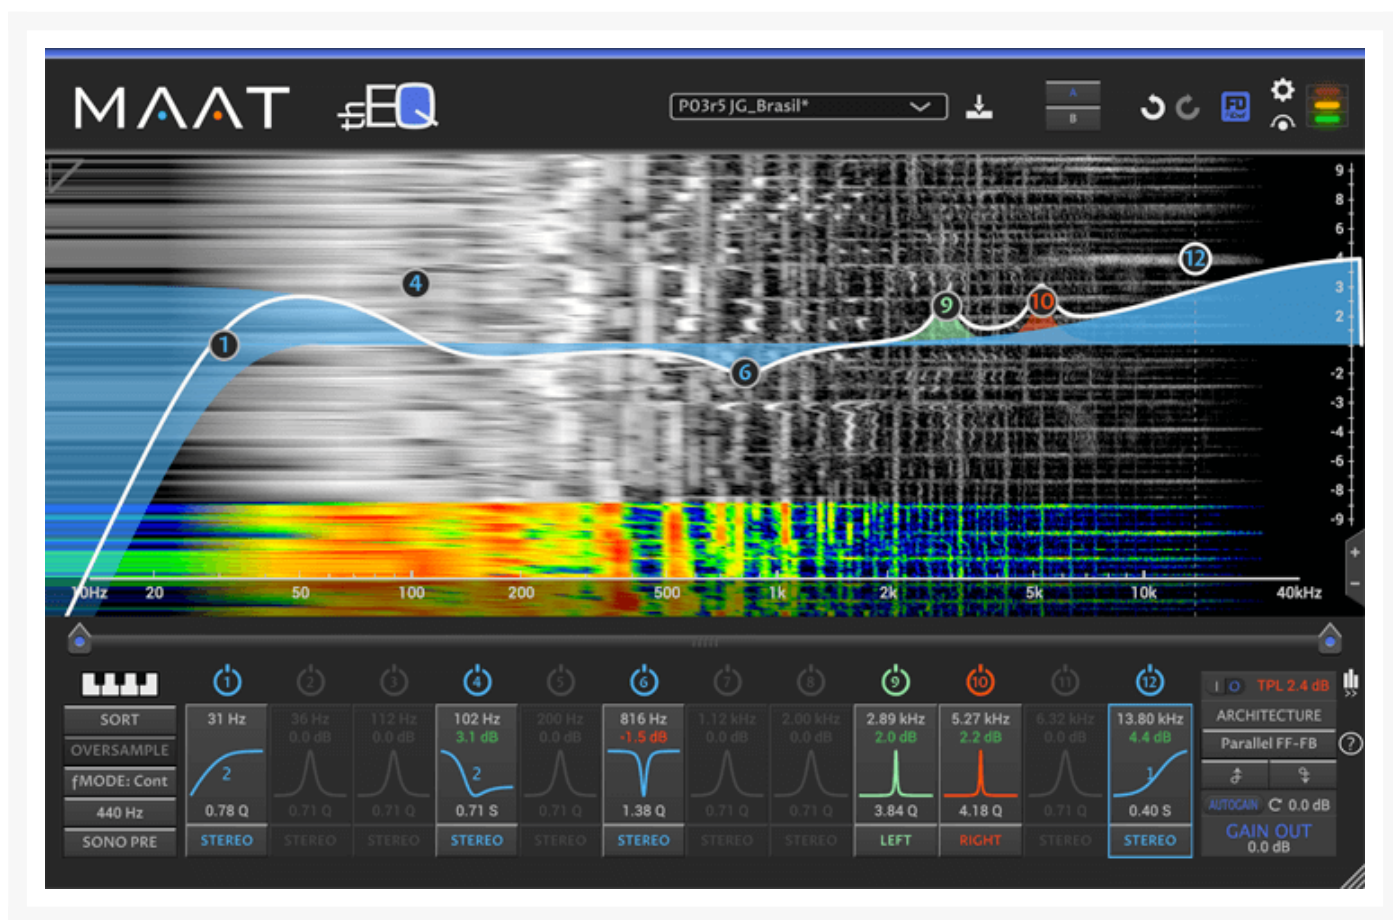 MAAT fEQ
P03r5 JG_Brasil*
A
B
9
8
6
4
3
2
-2
-3
-4
-6
-8
-9
1
4
6
9
10
12
+
−
10Hz 20 50 100 200 500 1k 2k 5k 10k 40kHz
1 2 3 4 5 6 7 8 9 10 11 12
I O TPL 2.4 dB
SORT
OVERSAMPLE
fMODE: Cont
440 Hz
SONO PRE
31 Hz 36 Hz 112 Hz 102 Hz 200 Hz 816 Hz 1.12 kHz 2.00 kHz 2.89 kHz 5.27 kHz 6.32 kHz 13.80 kHz
0.0 dB 0.0 dB 3.1 dB 0.0 dB -1.5 dB 0.0 dB 0.0 dB 2.0 dB 2.2 dB 0.0 dB 4.4 dB
2 2 1
0.78 Q 0.71 Q 0.71 Q 0.71 S 0.71 Q 1.38 Q 0.71 Q 0.71 Q 3.84 Q 4.18 Q 0.71 Q 0.40 S
STEREO STEREO STEREO STEREO STEREO STEREO STEREO STEREO LEFT RIGHT STEREO STEREO
ARCHITECTURE
Parallel FF-FB
?
AUTOGAIN 0.0 dB
GAIN OUT
0.0 dB